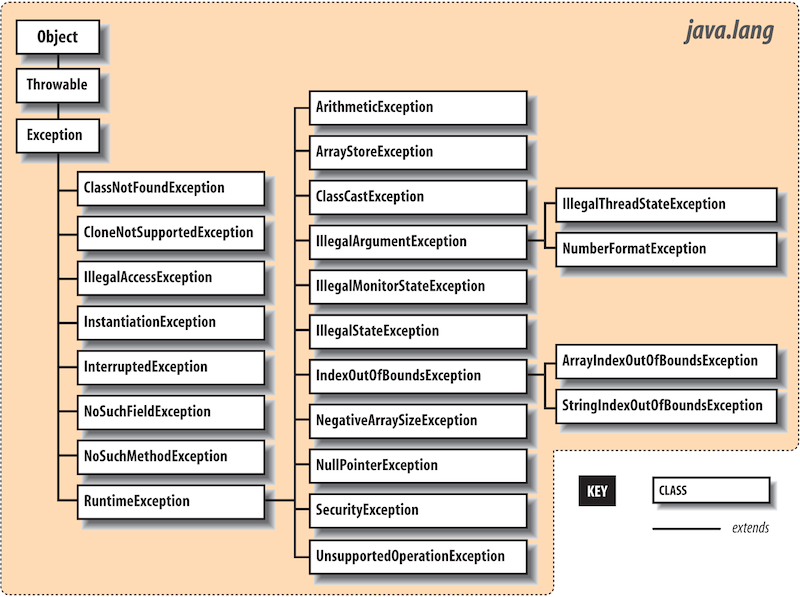 java.lang
Object
Throwable
Exception
ClassNotFoundException
CloneNotSupportedException
IllegalAccessException
InstantiationException
InterruptedException
NoSuchFieldException
NoSuchMethodException
RuntimeException
ArithmeticException
ArrayStoreException
ClassCastException
IllegalArgumentException
IllegalMonitorStateException
IllegalStateException
IndexOutOfBoundsException
NegativeArraySizeException
NullPointerException
SecurityException
UnsupportedOperationException
IllegalThreadStateException
NumberFormatException
ArrayIndexOutOfBoundsException
StringIndexOutOfBoundsException
KEY
CLASS
extends